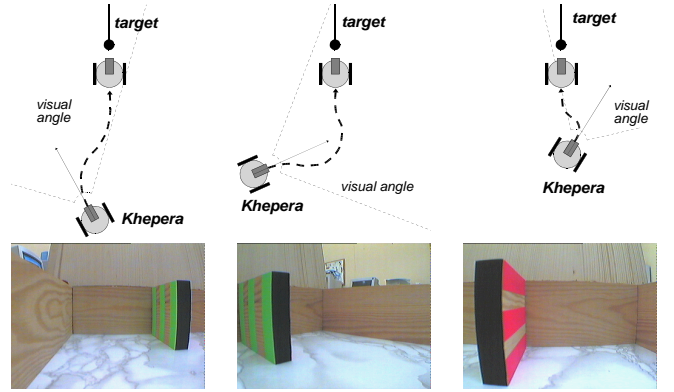 target
visual
angle
Khepera
target
visual angle
Khepera
target
visual
angle
Khepera